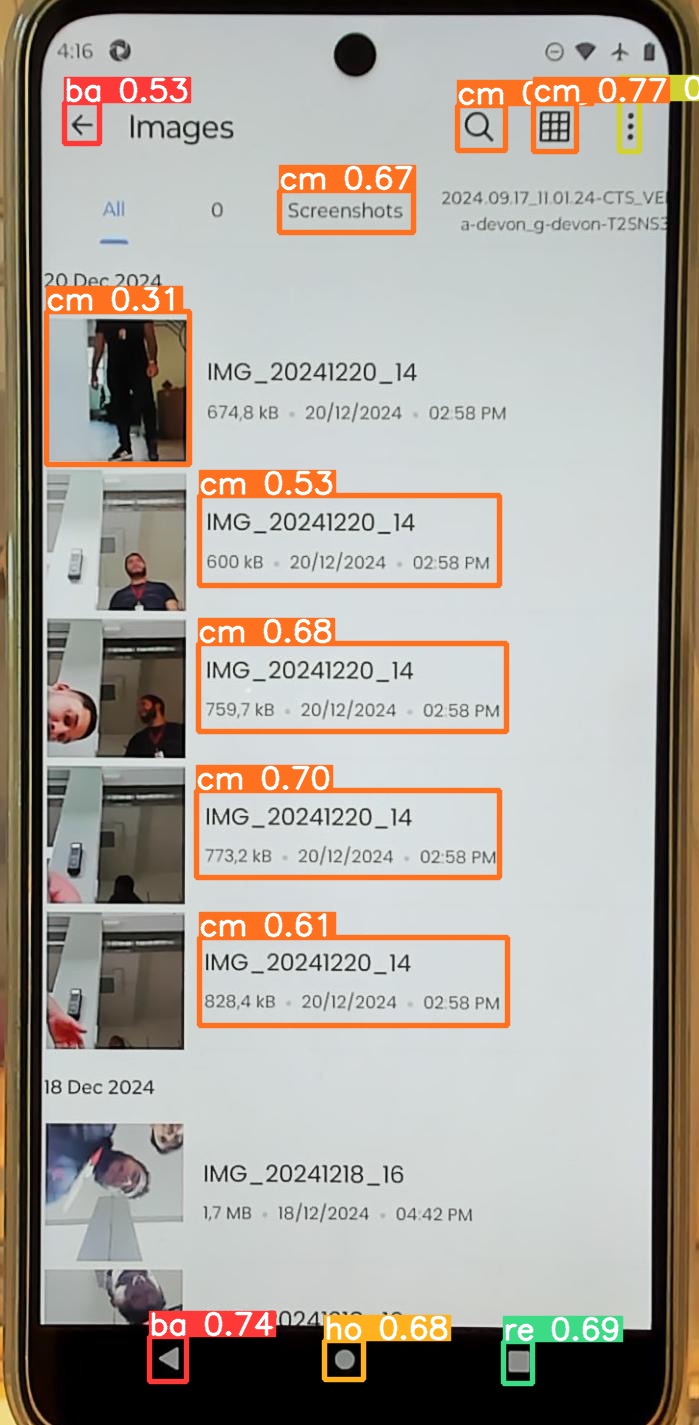 4:16
ba 0.53
cm
cm 0.77
Images
cm 0.67
All
0
Screenshots
2024.09.17_11.01.24-CTS_VE
a-devon_g-devon-T2SNS3
20 Dec 2024
cm 0.31
IMG_20241220_14
674,8 kB • 20/12/2024 • 02:58 PM
cm 0.53
IMG_20241220_14
600 kB • 20/12/2024 • 02:58 PM
cm 0.68
IMG_20241220_14
759,7 kB • 20/12/2024 • 02:58 PM
cm 0.70
IMG_20241220_14
773,2 kB • 20/12/2024 • 02:58 PM
cm 0.61
IMG_20241220_14
828,4 kB • 20/12/2024 • 02:58 PM
18 Dec 2024
IMG_20241218_16
1,7 MB • 18/12/2024 • 04:42 PM
ba 0.74
ho 0.68
re 0.69